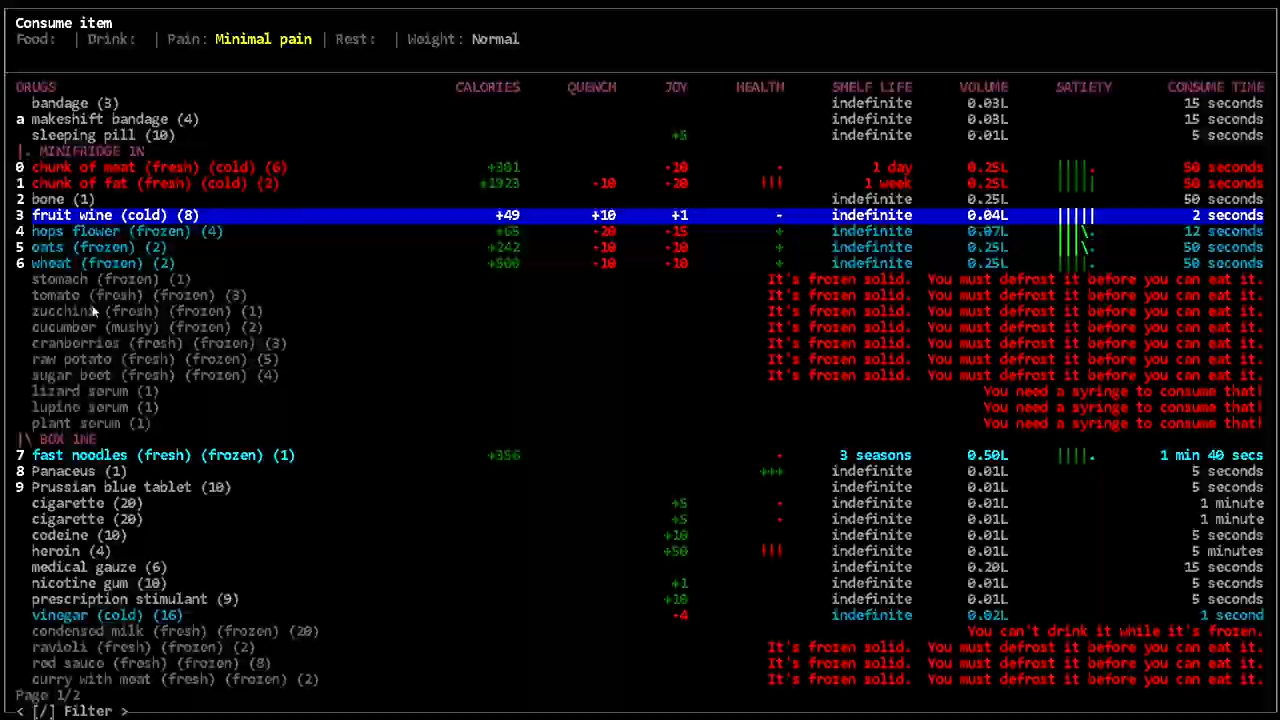 Consume item
Food: | Drink: | Pain: Minimal pain | Rest: | Weight: Normal
DRUGS CALORIES QUENCH JOY HEALTH SHELF LIFE VOLUME SATIETY CONSUME TIME
bandage (3) indefinite 0.03L 15 seconds
a makeshift bandage (4) indefinite 0.03L 15 seconds
sleeping pill (10) +5 indefinite 0.01L 5 seconds
|. MINIFRIDGE IN
0 chunk of meat (fresh) (cold) (6) +301 -10 - 1 day 0.25L ||||. 50 seconds
1 chunk of fat (fresh) (cold) (2) +1923 -10 -20 ||| 1 week 0.25L ||||| 50 seconds
2 bone (1) indefinite 0.25L 50 seconds
3 fruit wine (cold) (8) +49 +10 +1 - indefinite 0.04L ||||| 2 seconds
4 hops flower (frozen) (4) +65 -20 -15 + indefinite 0.07L |||\. 12 seconds
5 oats (frozen) (2) +242 -10 -10 + indefinite 0.25L |||\. 50 seconds
6 wheat (frozen) (2) +500 -10 -10 + indefinite 0.25L ||||. 50 seconds
stomach (frozen) (1) It's frozen solid. You must defrost it before you can eat it.
tomato (fresh) (frozen) (3) It's frozen solid. You must defrost it before you can eat it.
zucchini (fresh) (frozen) (1) It's frozen solid. You must defrost it before you can eat it.
cucumber (mushy) (frozen) (2) It's frozen solid. You must defrost it before you can eat it.
cranberries (fresh) (frozen) (3) It's frozen solid. You must defrost it before you can eat it.
raw potato (fresh) (frozen) (5) It's frozen solid. You must defrost it before you can eat it.
sugar beet (fresh) (frozen) (4) It's frozen solid. You must defrost it before you can eat it.
lizard serum (1) You need a syringe to consume that!
lupine serum (1) You need a syringe to consume that!
plant serum (1) You need a syringe to consume that!
|\ BOX 1NE
7 fast noodles (fresh) (frozen) (1) +356 - 3 seasons 0.50L ||||. 1 min 40 secs
8 Panaceus (1) +++ indefinite 0.01L 5 seconds
9 Prussian blue tablet (10) indefinite 0.01L 5 seconds
cigarette (20) +5 - indefinite 0.01L 1 minute
cigarette (20) +5 - indefinite 0.01L 1 minute
codeine (10) +10 indefinite 0.01L 5 seconds
heroin (4) +50 ||| indefinite 0.01L 5 minutes
medical gauze (6) indefinite 0.20L 15 seconds
nicotine gum (10) +1 indefinite 0.01L 5 seconds
prescription stimulant (9) +10 indefinite 0.01L 5 seconds
vinegar (cold) (16) -4 indefinite 0.02L 1 second
condensed milk (fresh) (frozen) (20) You can't drink it while it's frozen.
ravioli (fresh) (frozen) (2) It's frozen solid. You must defrost it before you can eat it.
red sauce (fresh) (frozen) (8) It's frozen solid. You must defrost it before you can eat it.
curry with meat (fresh) (frozen) (2) It's frozen solid. You must defrost it before you can eat it.
Page 1/2
< [/] Filter >